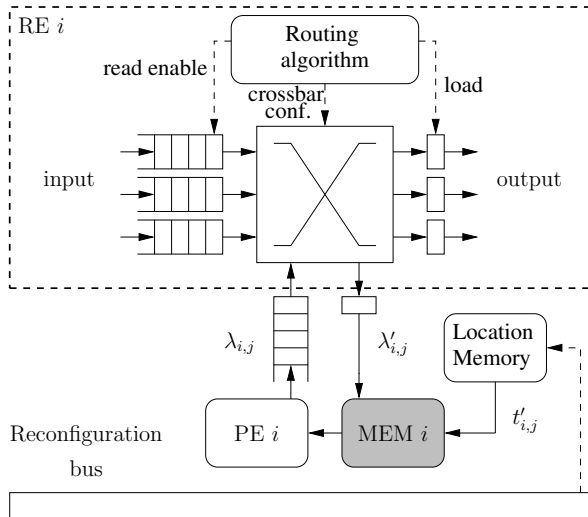 RE i
Routing
algorithm
read enable
crossbar
conf.
load
input
output
λi,j
λ′i,j
Location
Memory
PE i
MEM i
t′i,j
Reconfiguration
bus